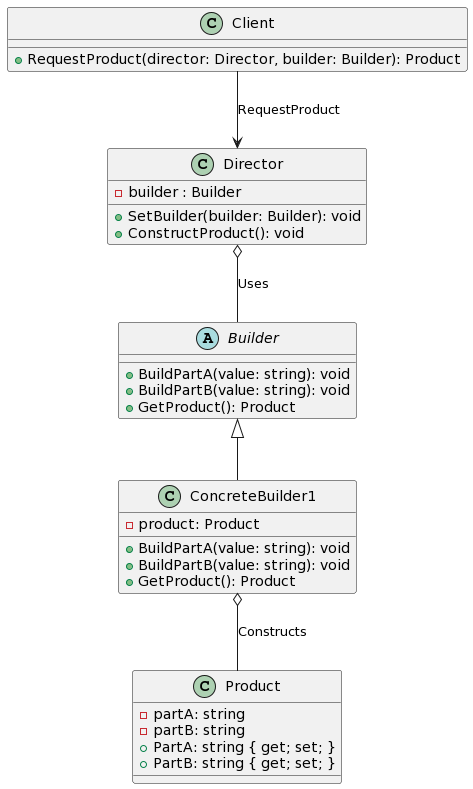 C Client
RequestProduct(director: Director, builder: Builder): Product
RequestProduct
C Director
builder : Builder
SetBuilder(builder: Builder): void
ConstructProduct(): void
Uses
A Builder
BuildPartA(value: string): void
BuildPartB(value: string): void
GetProduct(): Product
C ConcreteBuilder1
product: Product
BuildPartA(value: string): void
BuildPartB(value: string): void
GetProduct(): Product
Constructs
C Product
partA: string
partB: string
PartA: string { get; set; }
PartB: string { get; set; }